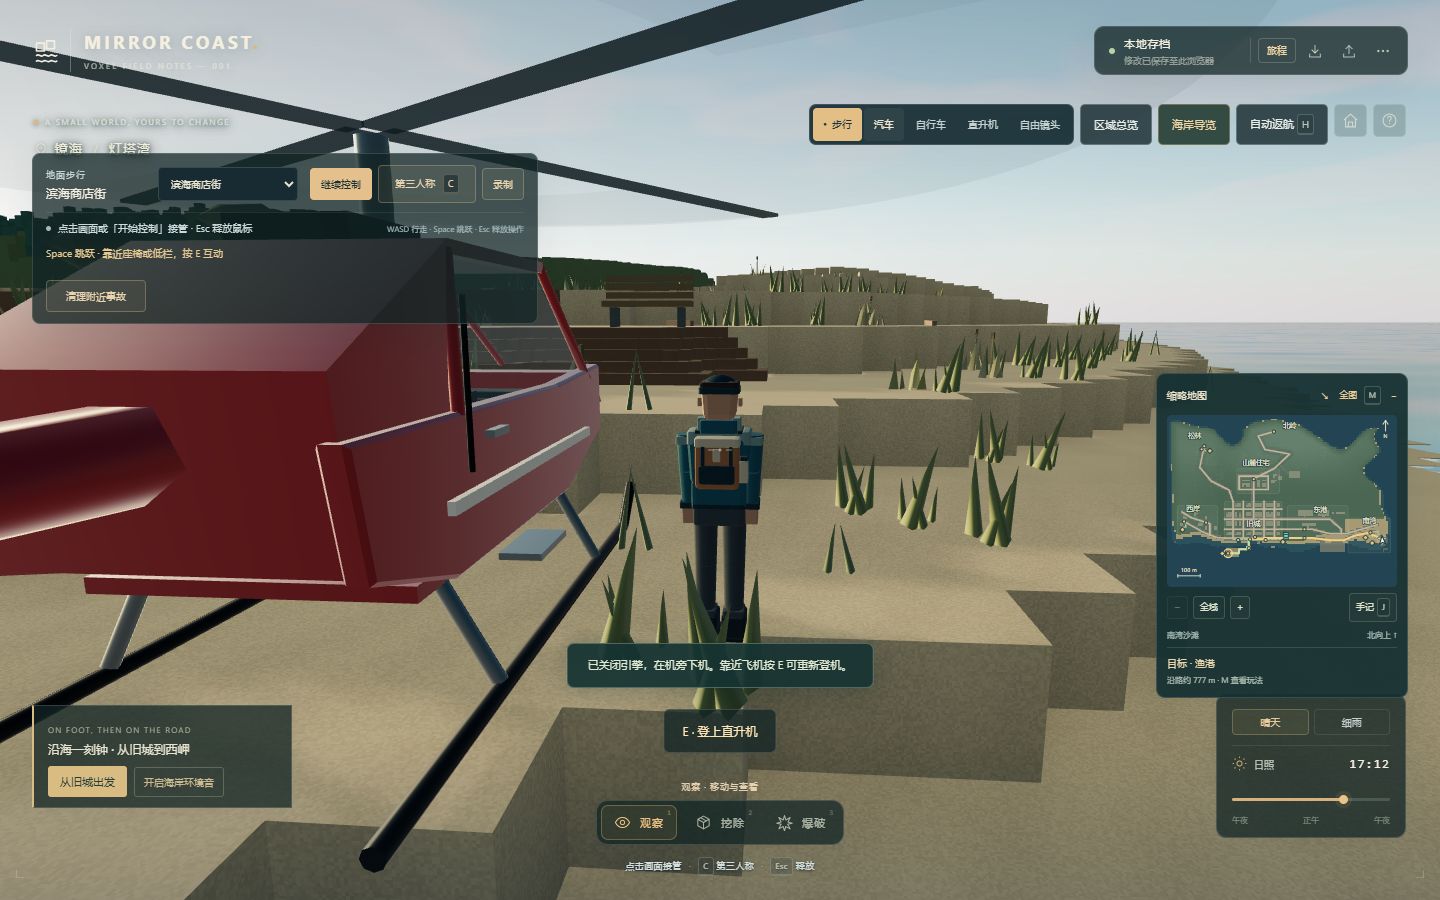 MIRROR COAST.
VOXEL FIELD NOTES — 001
A SMALL WORLD, YOURS TO CHANGE
镜海 / 灯塔湾
本地存档
修改已保存至此浏览器
旅程
步行 汽车 自行车 直升机 自由镜头
区域总览
海岸导览
自动返航 H
地面步行
滨海商店街
滨海商店街
继续控制
第三人称 C
录制
点击画面或「开始控制」接管 · Esc 释放鼠标
WASD 行走 · Space 跳跃 · Esc 释放操作
Space 跳跃 · 靠近座椅或低栏，按 E 互动
清理附近事故
缩略地图
全图 M
北岭
松林
N
山麓住宅
西岸
旧城
东港
南湾
100 m
全域
手记 J
南湾沙滩
北向上 ↑
目标 · 渔港
沿路约 777 m · M 查看玩法
已关闭引擎，在机旁下机。靠近飞机按 E 可重新登机。
E · 登上直升机
ON FOOT, THEN ON THE ROAD
沿海一刻钟 · 从旧城到西岬
从旧城出发
开启海岸环境音
晴天
细雨
日照
17:12
午夜 正午 午夜
观察 · 移动与查看
观察 1
挖除 2
爆破 3
点击画面接管 · C 第三人称 · Esc 释放